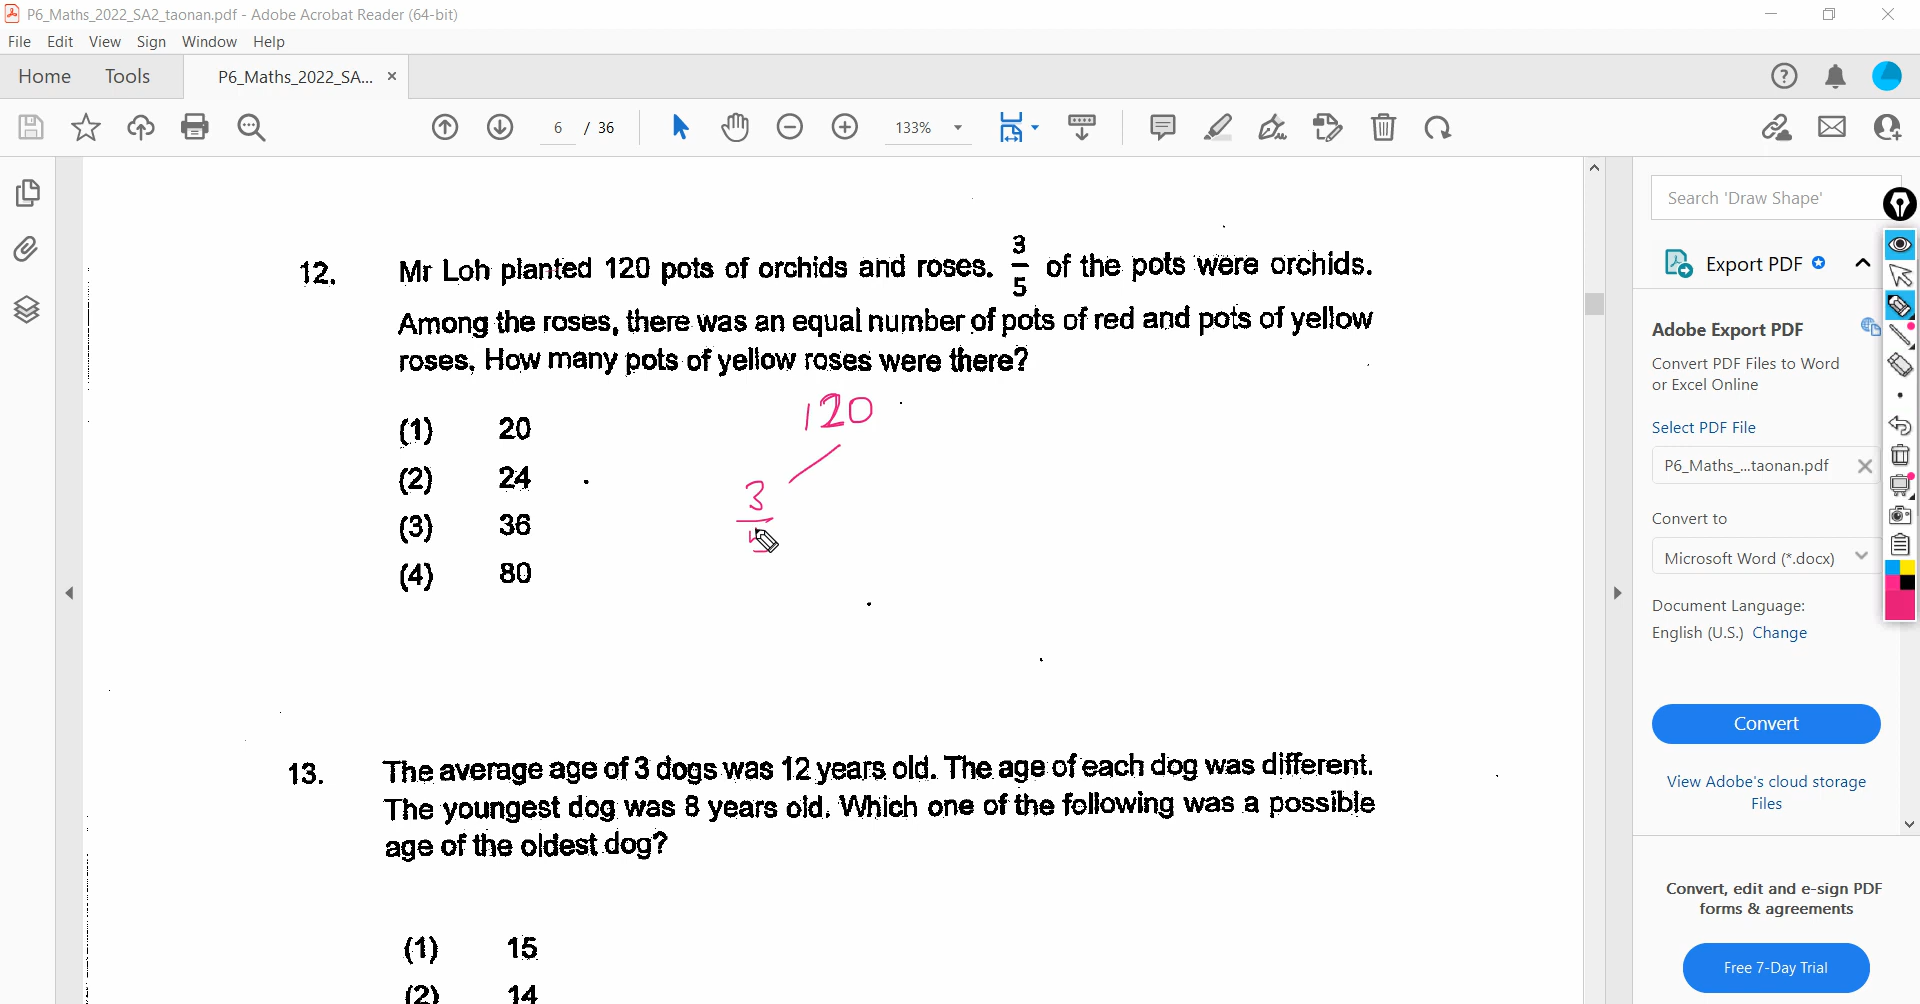 P6_Maths_2022_SA2_taonan.pdf - Adobe Acrobat Reader (64-bit)
File Edit View Sign Window Help
Home Tools P6_Maths_2022_SA... ×
6 / 36 133%
Search 'Draw Shape'
Export PDF
Adobe Export PDF
Convert PDF Files to Word
or Excel Online
Select PDF File
P6_Maths_...taonan.pdf
Convert to
Microsoft Word (*.docx)
Document Language:
English (U.S.) Change
Convert
View Adobe's cloud storage
Files
Convert, edit and e-sign PDF
forms & agreements
Free 7-Day Trial
12. Mr Loh planted 120 pots of orchids and roses. 3/5 of the pots were orchids.
Among the roses, there was an equal number of pots of red and pots of yellow
roses. How many pots of yellow roses were there?
(1) 20
(2) 24
(3) 36
(4) 80
120
3
5
13. The average age of 3 dogs was 12 years old. The age of each dog was different.
The youngest dog was 8 years old. Which one of the following was a possible
age of the oldest dog?
(1) 15
(2) 14